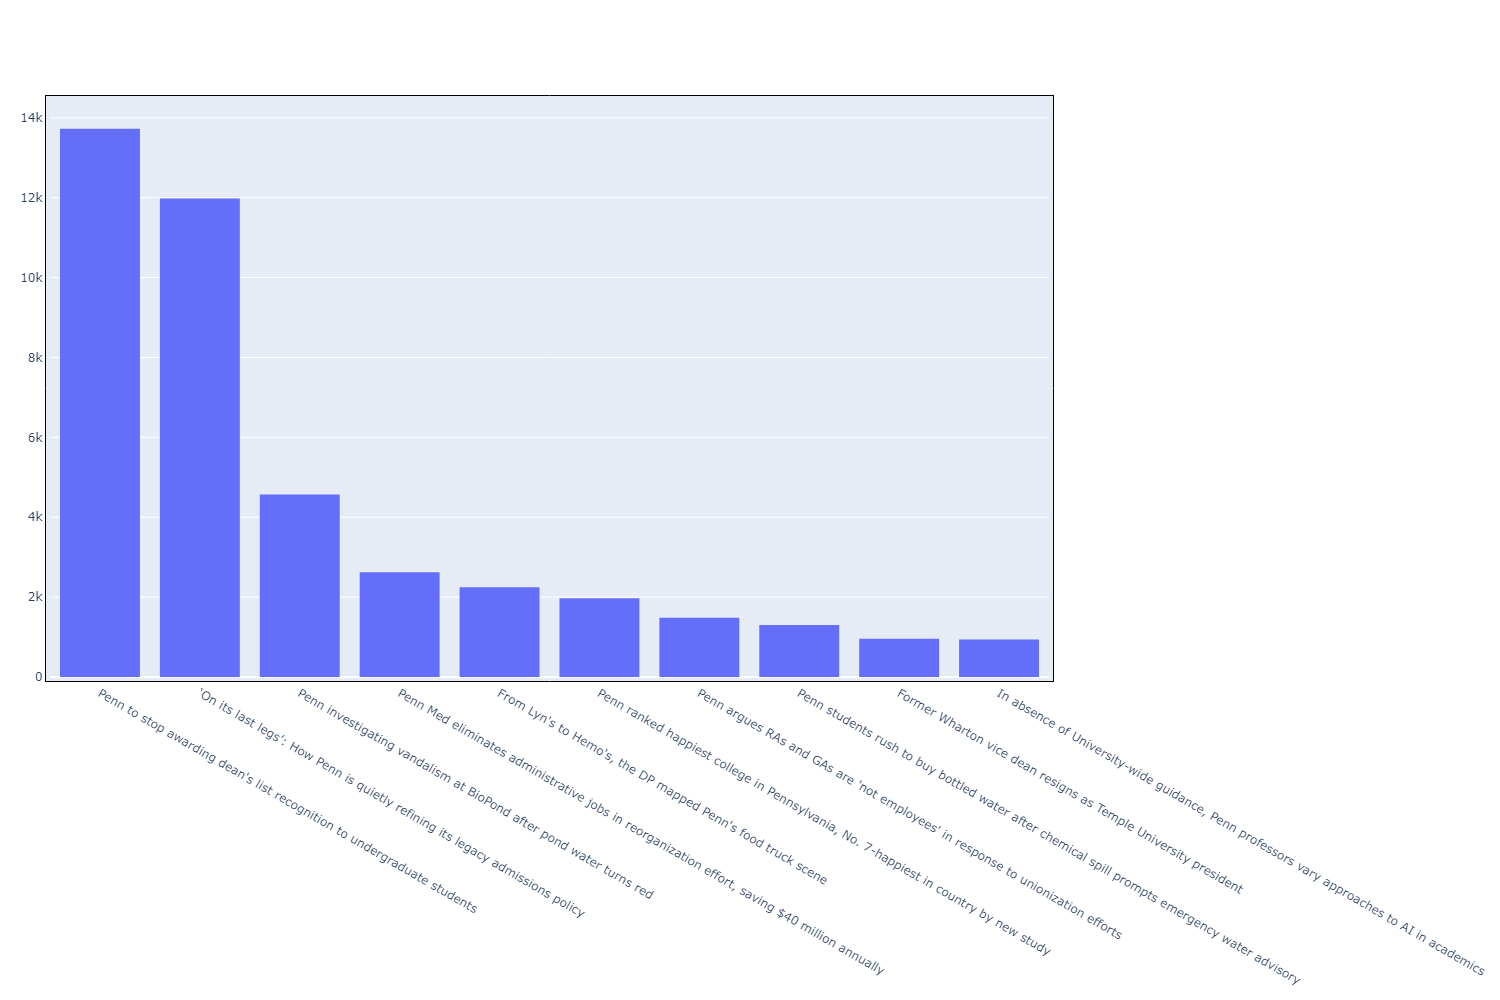 14k
12k
10k
8k
6k
4k
2k
0
Penn to stop awarding dean's list recognition to undergraduate students
'On its last legs': How Penn is quietly refining its legacy admissions policy
Penn investigating vandalism at BioPond after pond water turns red
Penn Med eliminates administrative jobs in reorganization effort, saving $40 million annually
From Lyn's to Hemo's, the DP mapped Penn's food truck scene
Penn ranked happiest college in Pennsylvania, No. 7-happiest in country by new study
Penn argues RAs and GAs are 'not employees' in response to unionization efforts
Penn students rush to buy bottled water after chemical spill prompts emergency water advisory
Former Wharton vice dean resigns as Temple University president
In absence of University-wide guidance, Penn professors vary approaches to AI in academics